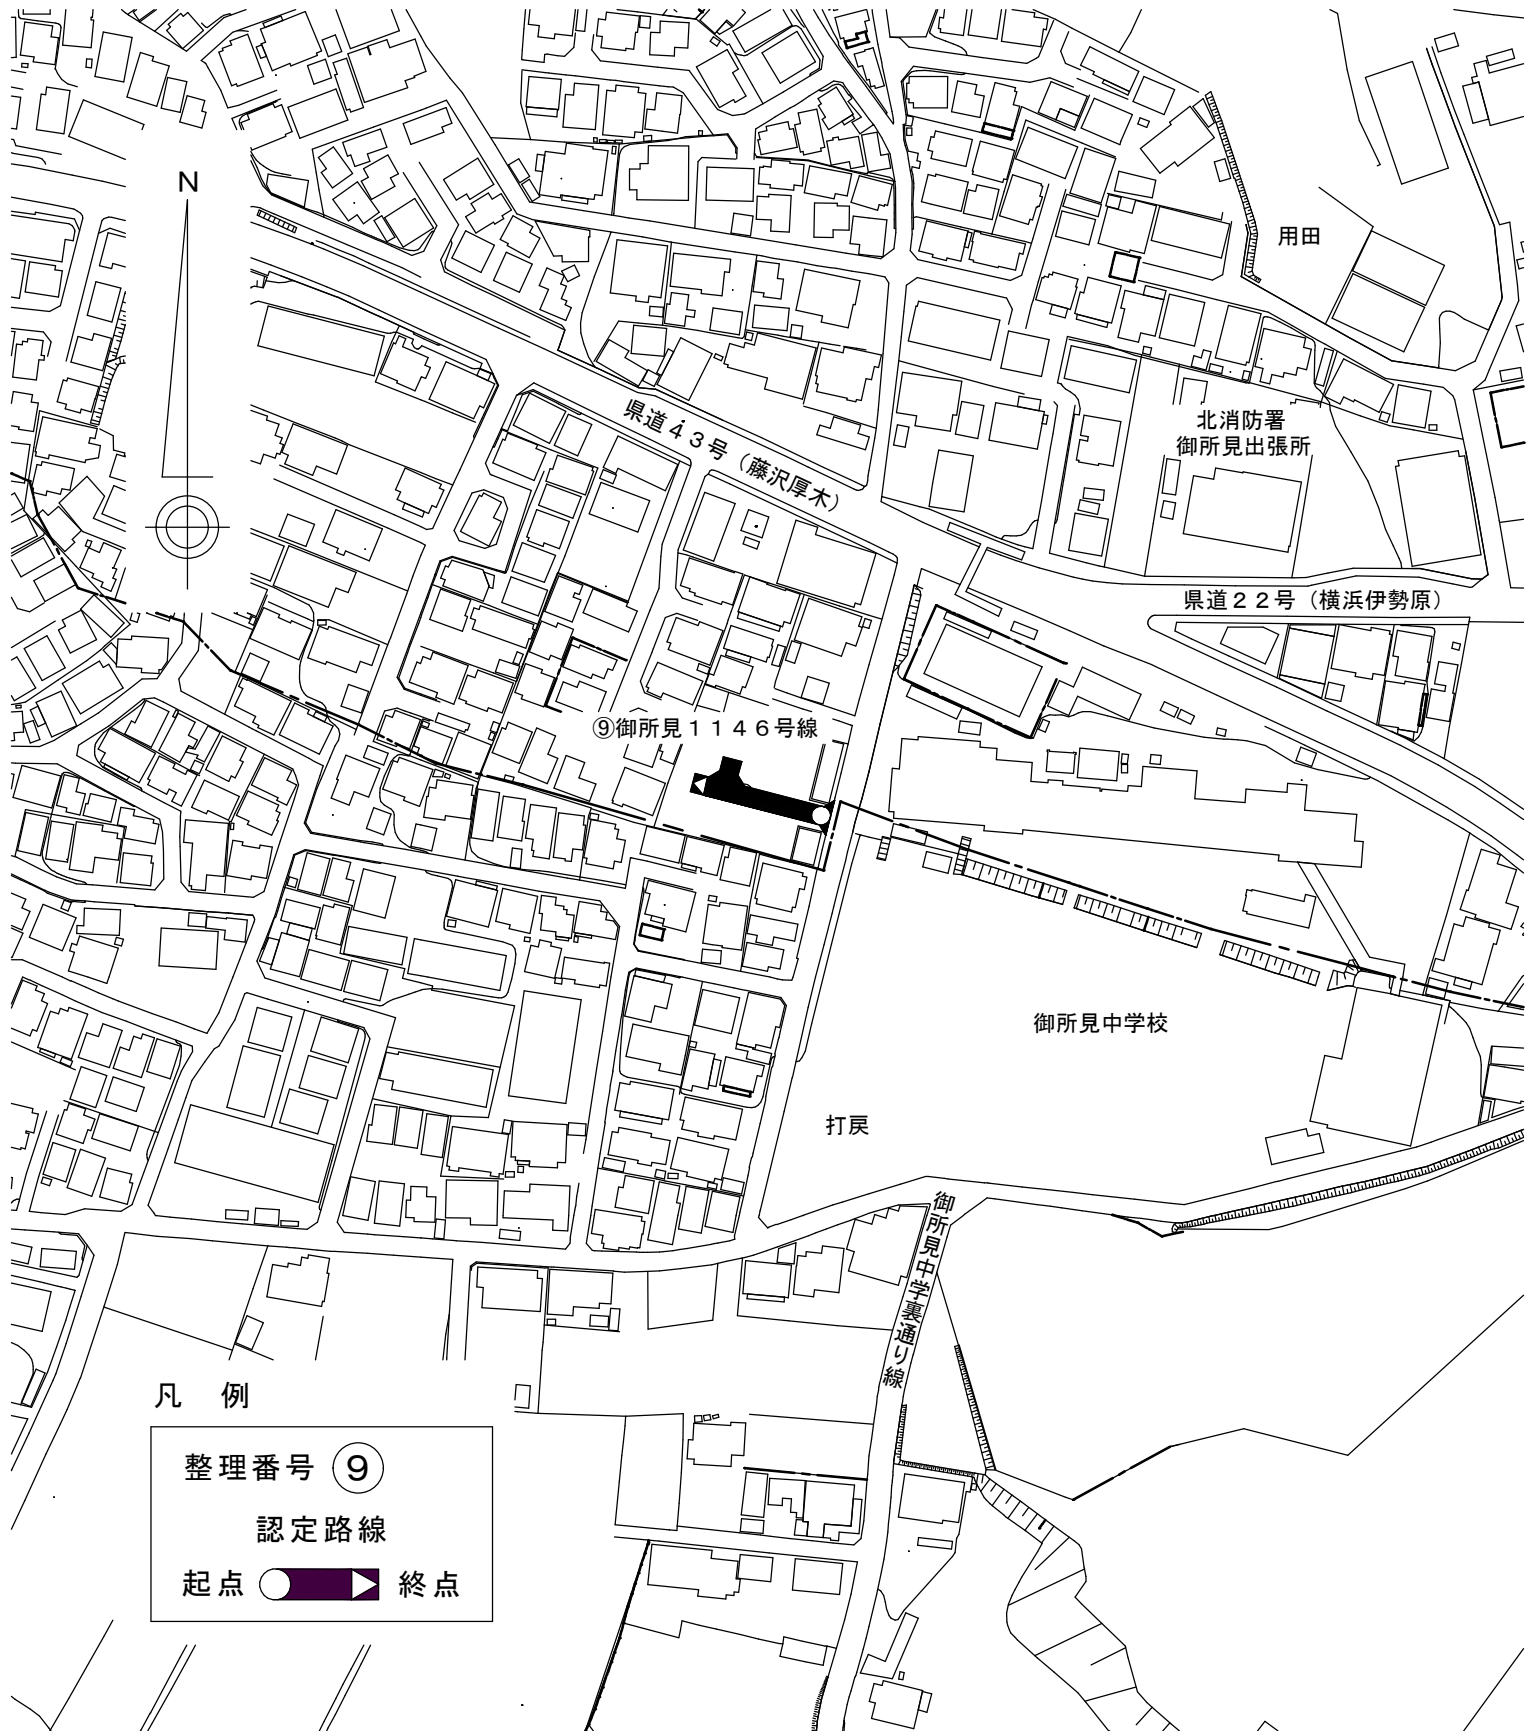 N
用田
北消防署
御所見出張所
県道43号（藤沢厚木）
県道２２号（横浜伊勢原）
⑨御所見１１４６号線
御所見中学校
打戻
御所見中学裏通り線
凡　例
整理番号 ⑨
認定路線
起点 終点